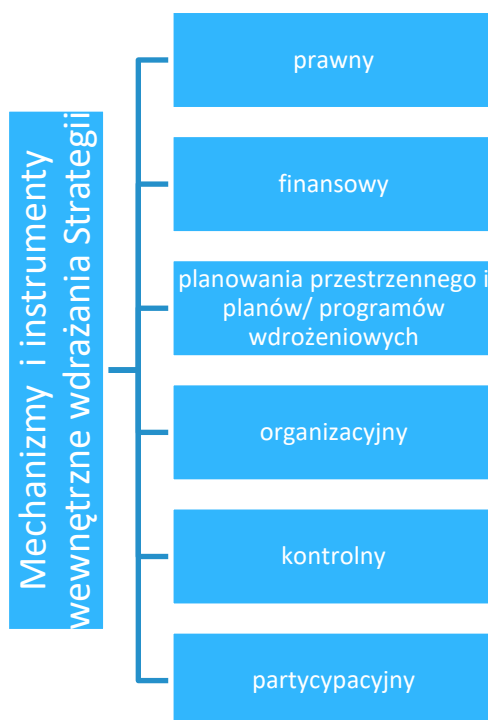 Mechanizmy i instrumenty
wewnętrzne wdrażania Strategii
prawny
finansowy
planowania przestrzennego i
planów/ programów
wdrożeniowych
organizacyjny
kontrolny
partycypacyjny